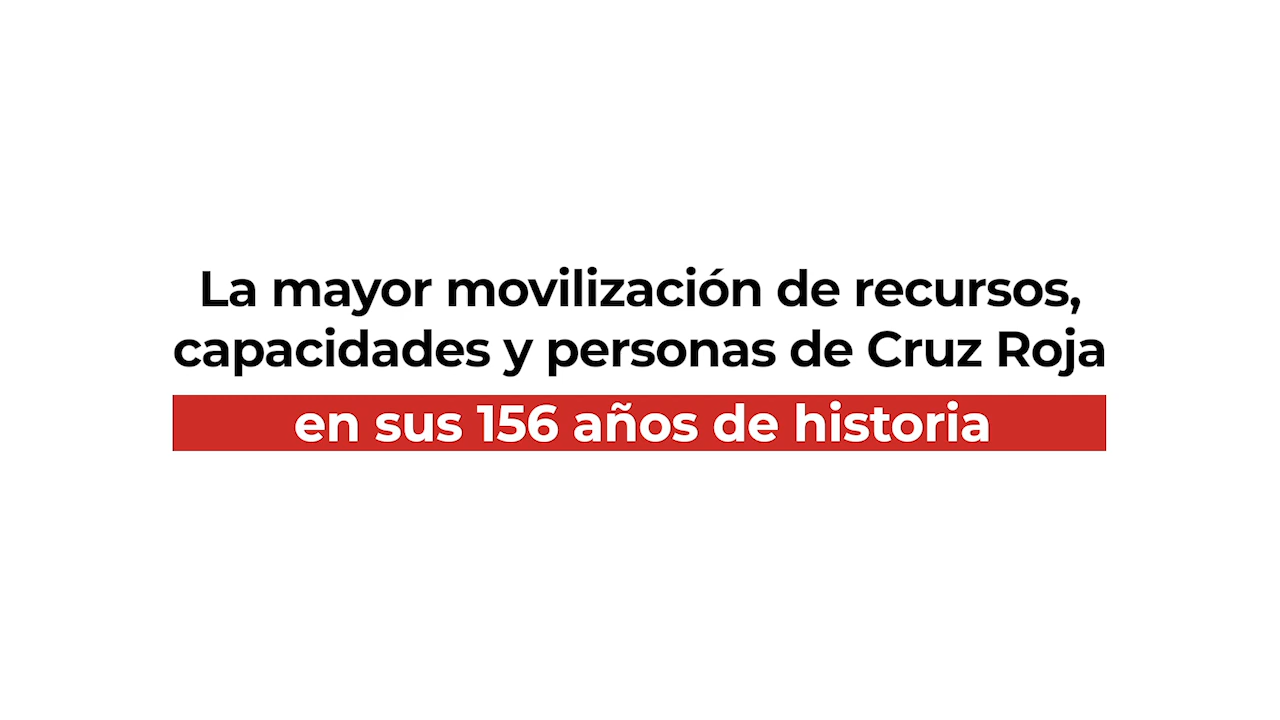 La mayor movilización de recursos,
capacidades y personas de Cruz Roja
en sus 156 años de historia